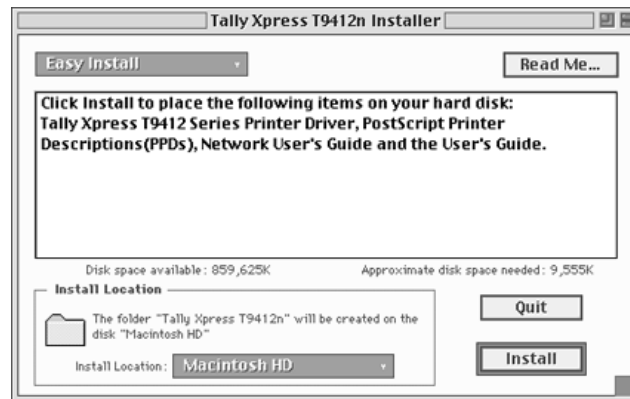 Tally Xpress T9412n Installer
Easy Install
Read Me...
Click Install to place the following items on your hard disk:
Tally Xpress T9412 Series Printer Driver, PostScript Printer
Descriptions(PPDs), Network User's Guide and the User's Guide.
Disk space available: 859,625K
Approximate disk space needed: 9,555K
Install Location
The folder "Tally Xpress T9412n" will be created on the
disk "Macintosh HD"
Install Location: Macintosh HD
Quit
Install